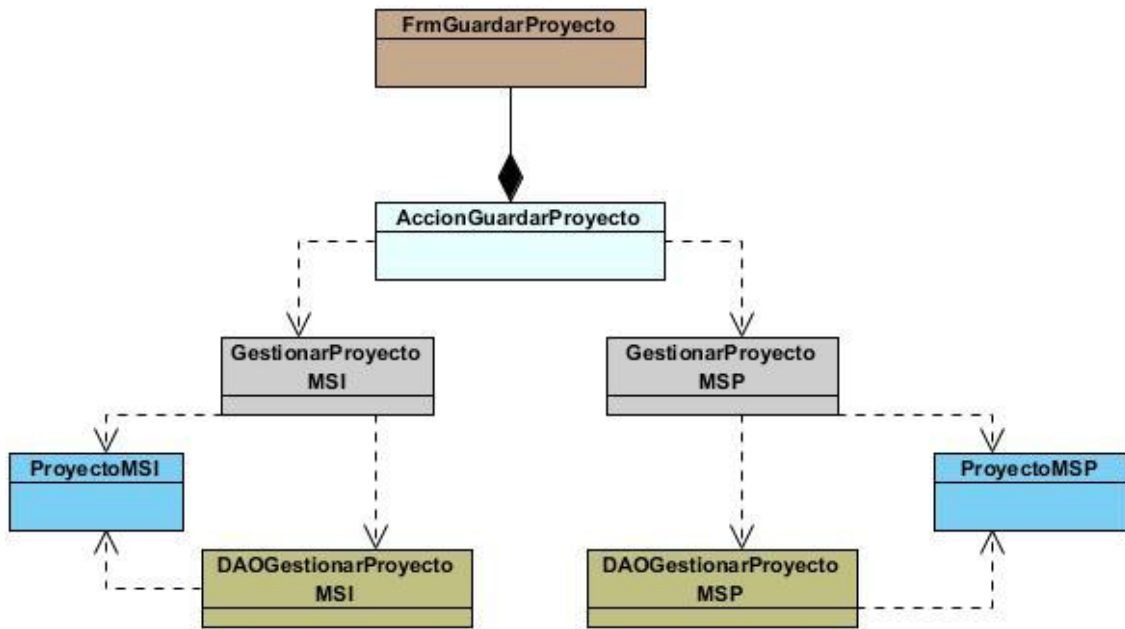 FrmGuardarProyecto
AccionGuardarProyecto
GestionarProyecto
MSI
GestionarProyecto
MSP
ProyectoMSI
ProyectoMSP
DAOGestionarProyecto
MSI
DAOGestionarProyecto
MSP